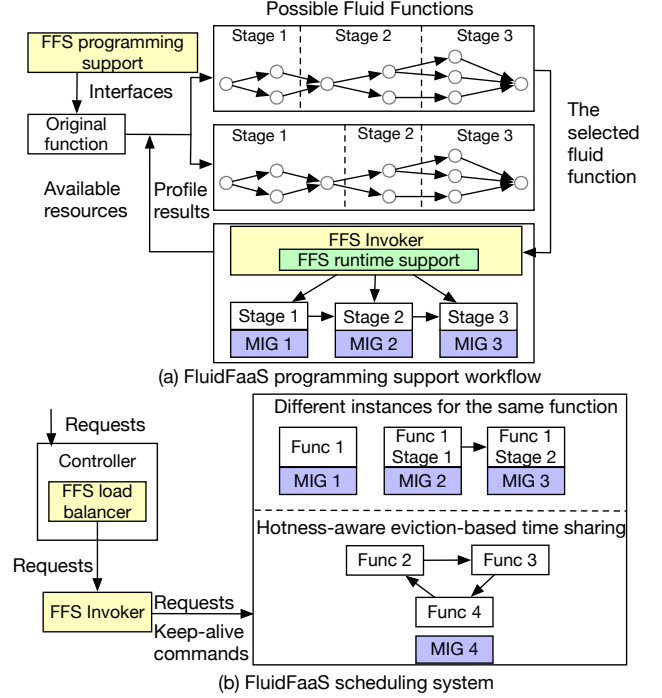 Possible Fluid Functions
FFS programming
support
Interfaces
Original
function
Available
resources
Profile
results
Stage 1
Stage 2
Stage 3
Stage 1
Stage 2
Stage 3
The
selected
fluid
function
FFS Invoker
FFS runtime support
Stage 1
Stage 2
Stage 3
MIG 1
MIG 2
MIG 3
(a) FluidFaaS programming support workflow
Requests
Controller
FFS load
balancer
Requests
FFS Invoker
Requests
Keep-alive
commands
Different instances for the same function
Func 1
MIG 1
Func 1
Stage 1
MIG 2
Func 1
Stage 2
MIG 3
Hotness-aware eviction-based time sharing
Func 2
Func 3
Func 4
MIG 4
(b) FluidFaaS scheduling system